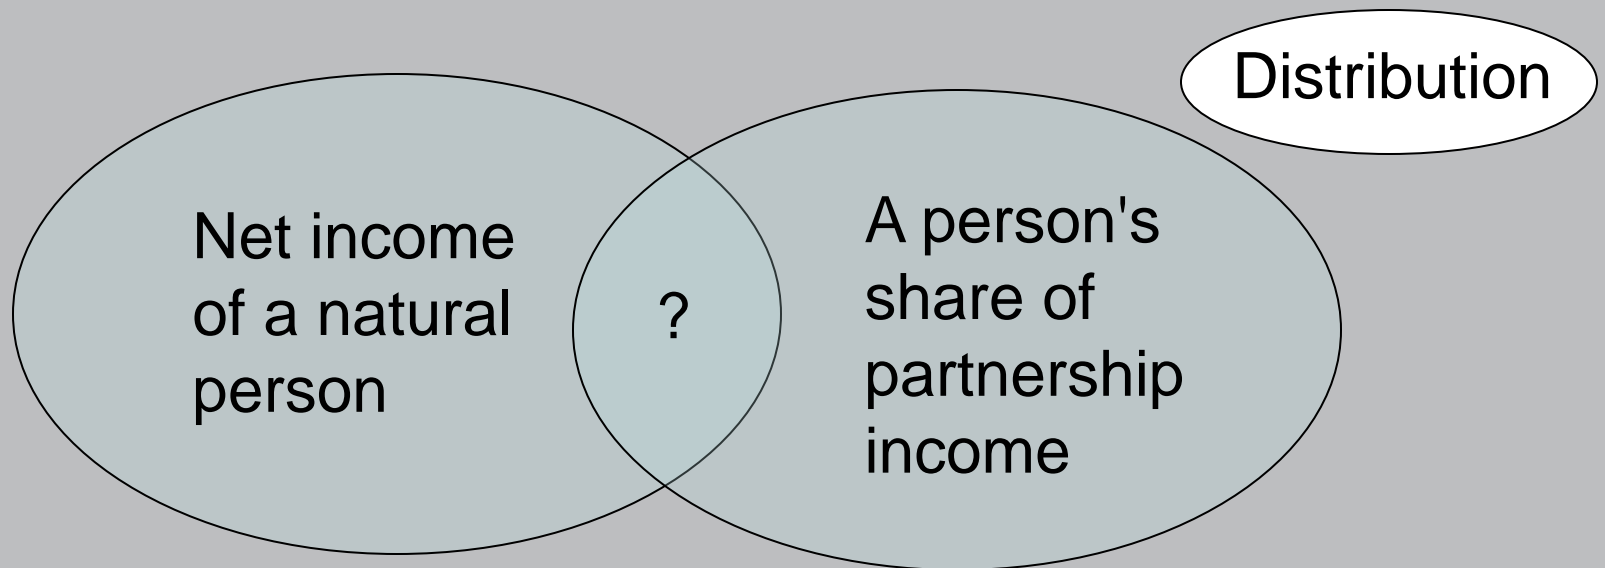 Distribution
Net income
of a natural
person
?
A person's
share of
partnership
income